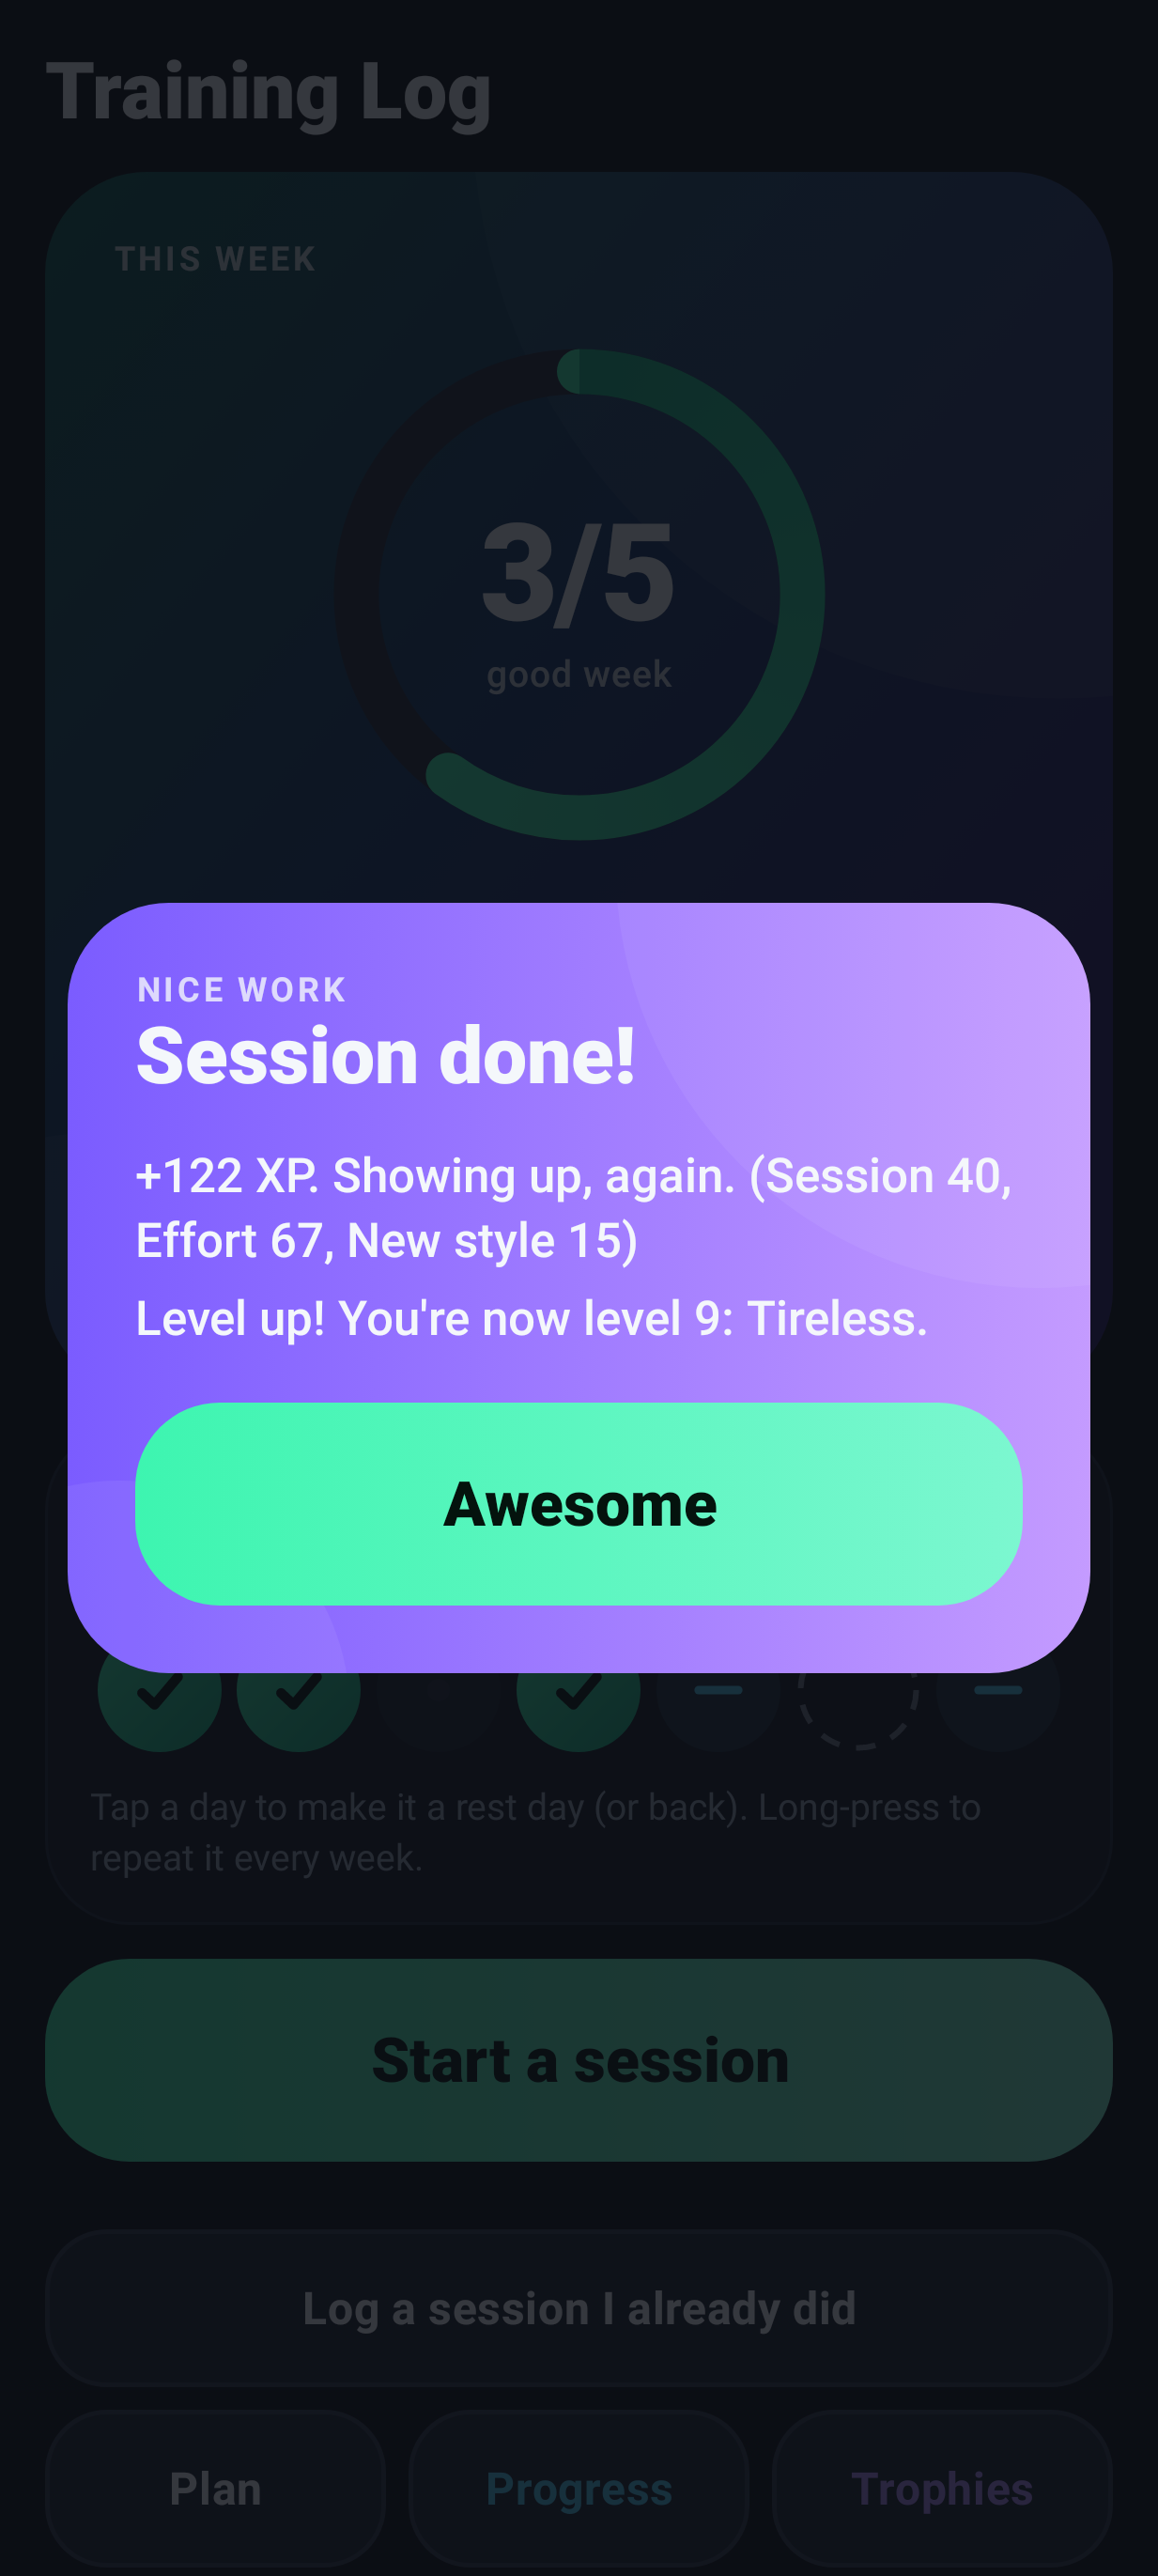 Training Log
THIS WEEK
3/5
good week
NICE WORK
Session done!
+122 XP. Showing up, again. (Session 40,
Effort 67, New style 15)
Level up! You're now level 9: Tireless.
Awesome
Tap a day to make it a rest day (or back). Long-press to
repeat it every week.
Start a session
Log a session I already did
Plan
Progress
Trophies